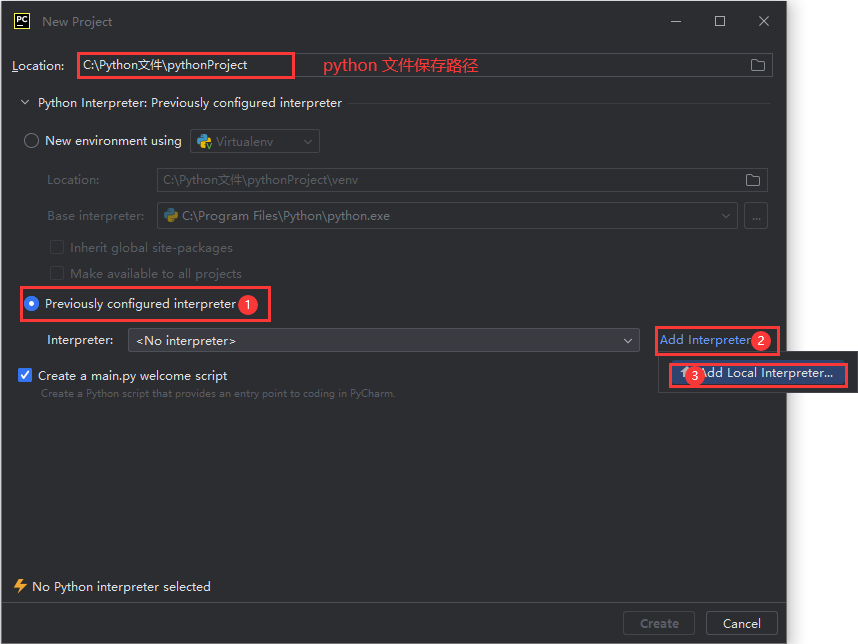 PC New Project
Location: C:\Python文件\pythonProject python 文件保存路径
Python Interpreter: Previously configured interpreter
New environment using Virtualenv
Location: C:\Python文件\pythonProject\venv
Base interpreter: C:\Program Files\Python\python.exe ...
Inherit global site-packages
Make available to all projects
Previously configured interpreter 1
Interpreter: <No interpreter> Add Interpreter 2
3 Add Local Interpreter...
Create a main.py welcome script
Create a Python script that provides an entry point to coding in PyCharm.
No Python interpreter selected
Create Cancel